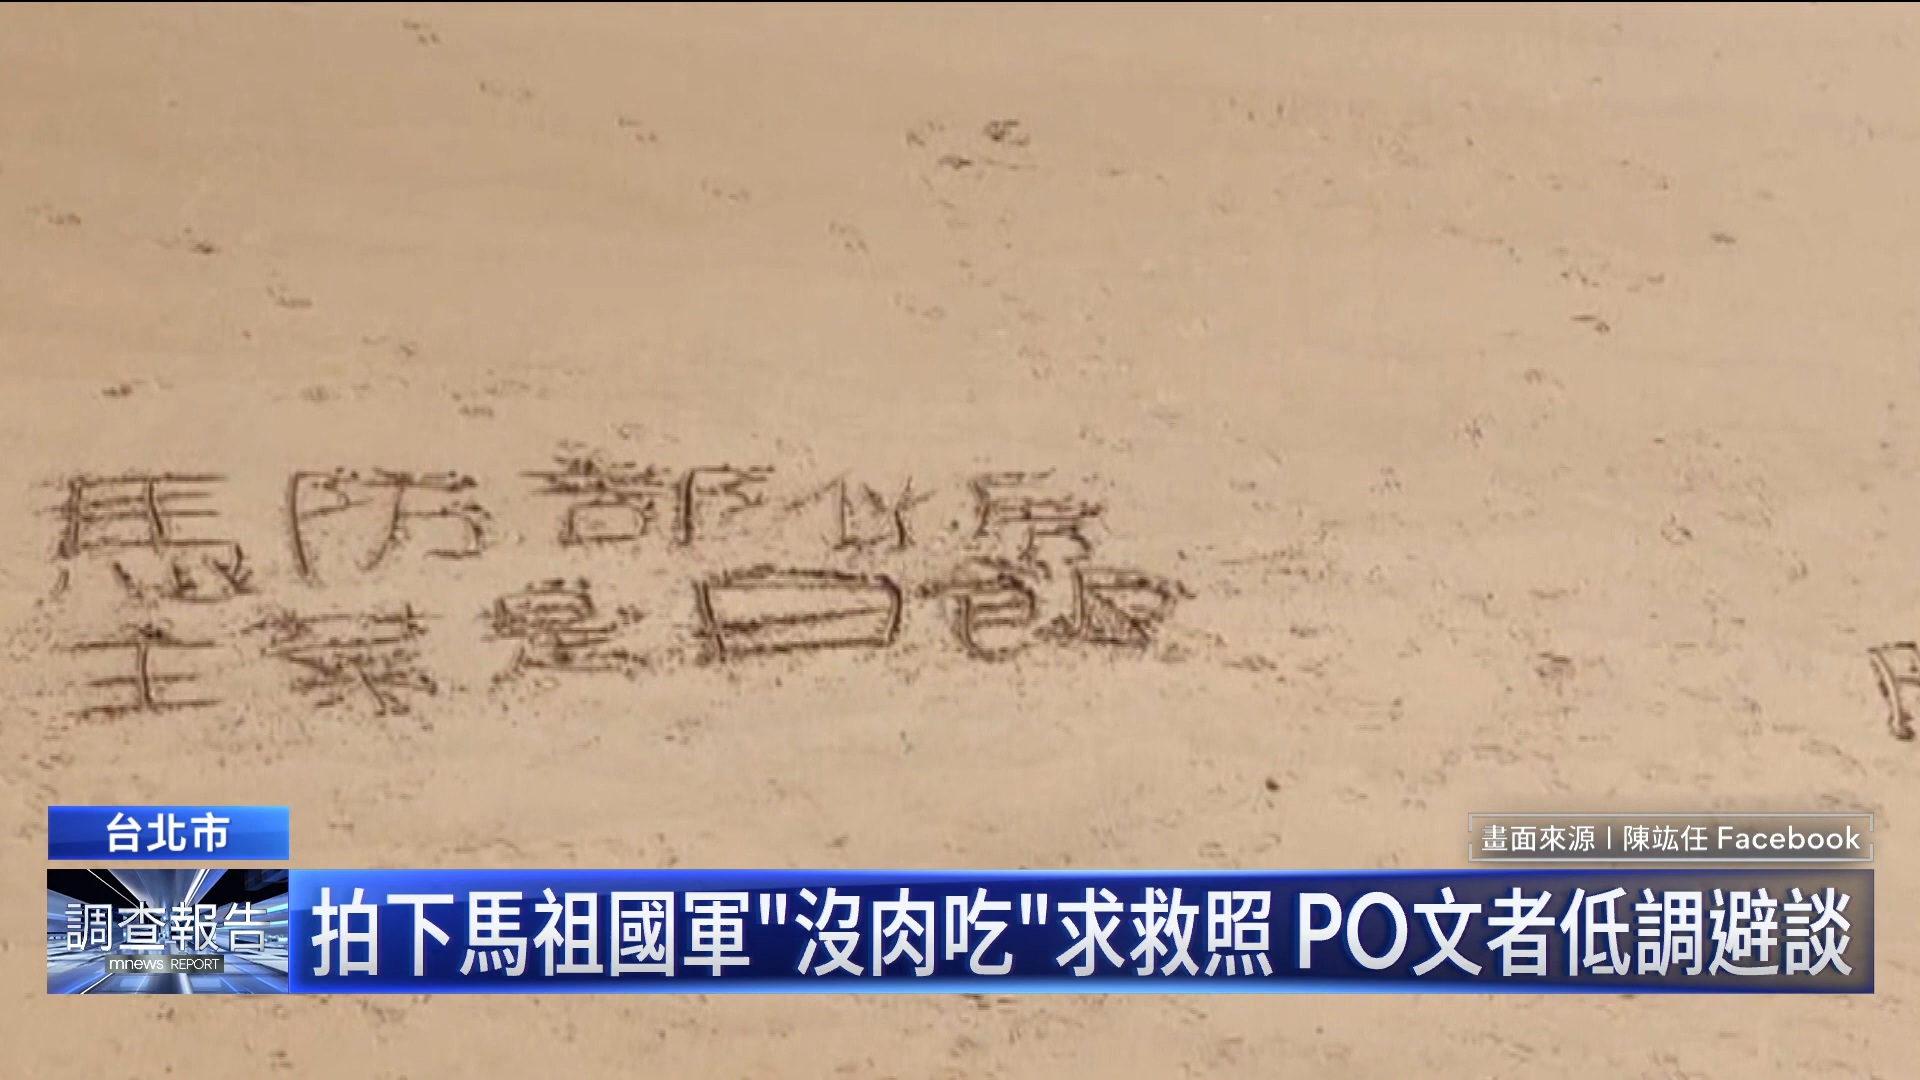 馬防部伙房
主菜是白飯
台北市
畫面來源｜陳竑任 Facebook
調查報告
mnews REPORT
拍下馬祖國軍"沒肉吃"求救照 PO文者低調避談